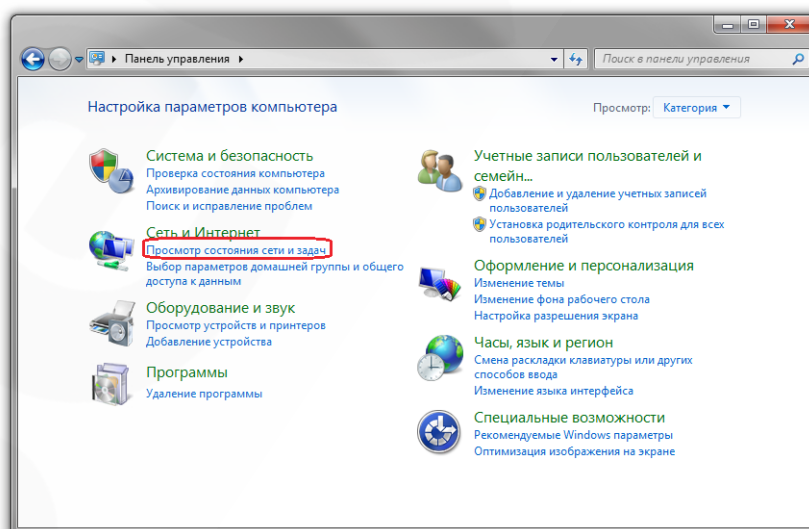 Панель управления
Поиск в панели управления
Настройка параметров компьютера
Просмотр: Категория
Система и безопасность
Проверка состояния компьютера
Архивирование данных компьютера
Поиск и исправление проблем
Сеть и Интернет
Просмотр состояния сети и задач
Выбор параметров домашней группы и общего
доступа к данным
Оборудование и звук
Просмотр устройств и принтеров
Добавление устройства
Программы
Удаление программы
Учетные записи пользователей и
семейн...
Добавление и удаление учетных записей
пользователей
Установка родительского контроля для всех
пользователей
Оформление и персонализация
Изменение темы
Изменение фона рабочего стола
Настройка разрешения экрана
Часы, язык и регион
Смена раскладки клавиатуры или других
способов ввода
Изменение языка интерфейса
Специальные возможности
Рекомендуемые Windows параметры
Оптимизация изображения на экране